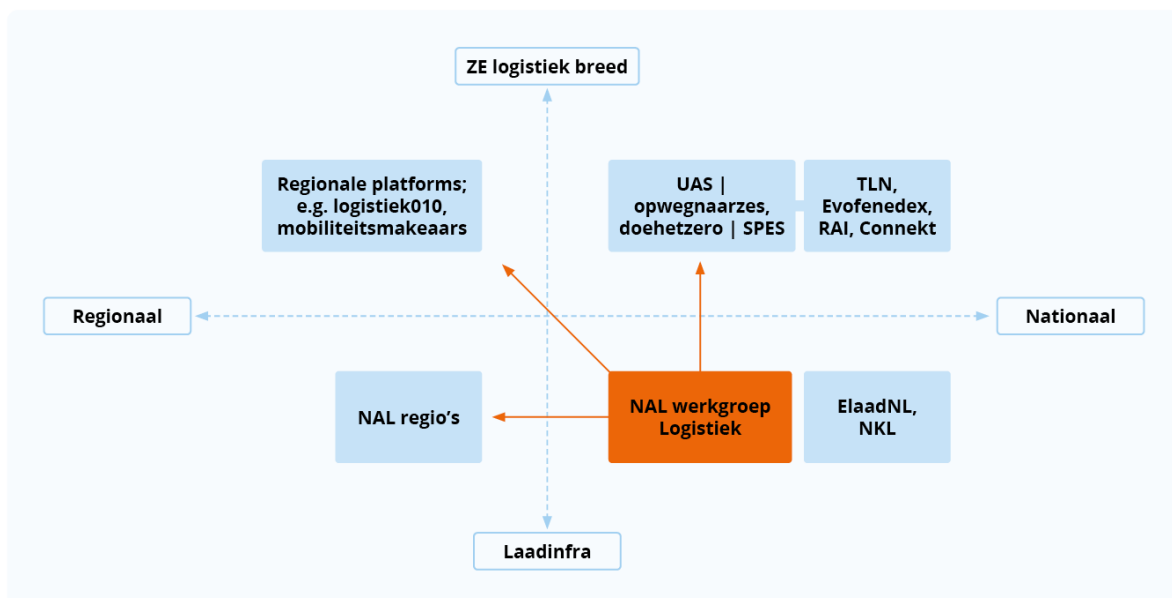 ZE logistiek breed
Regionale platforms;
e.g. logistiek010,
mobiliteitsmakeaars
UAS |
opwegnaarzes,
doehetzero | SPES
TLN,
Evofenedex,
RAI, Connekt
Regionaal
Nationaal
NAL regio’s
NAL werkgroep
Logistiek
ElaadNL,
NKL
Laadinfra